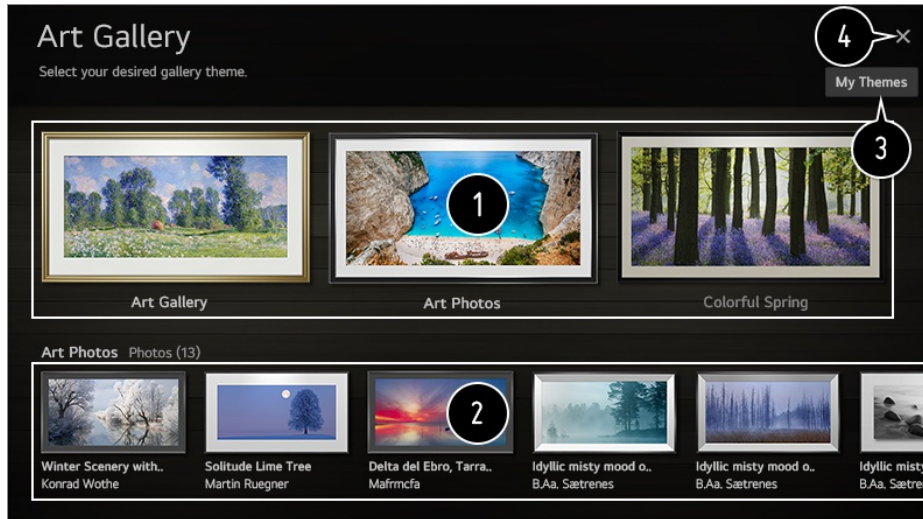 Art Gallery
4
Select your desired gallery theme.
My Themes
3
1
Art Gallery
Art Photos
Colorful Spring
Art Photos Photos (13)
2
Winter Scenery with..
Solitude Lime Tree
Delta del Ebro, Tarra..
Idyllic misty mood o..
Idyllic misty mood o..
Idyllic misty
Konrad Wothe
Martin Ruegner
Mafrmcfa
B.Aa. Sætrenes
B.Aa. Sætrenes
B.Aa. Sætre